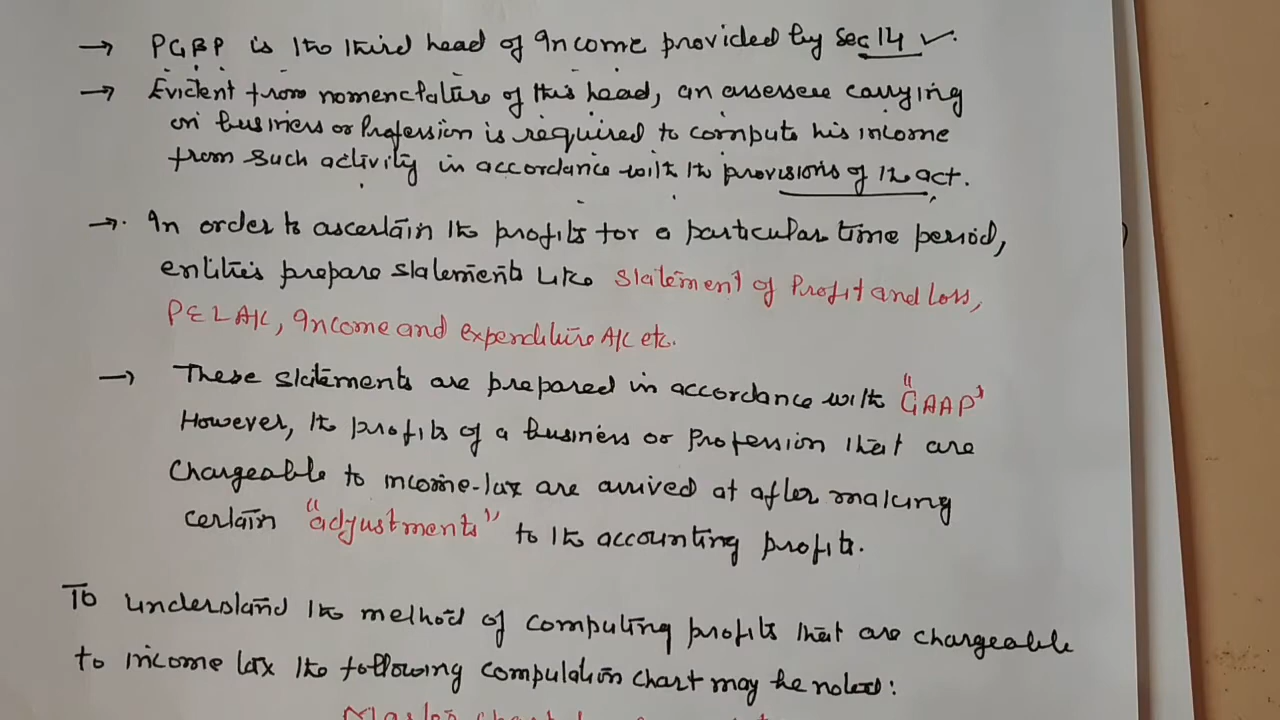 → PGBP is the third head of Income provided by Sec 14 ✓.
→ Evident from nomenclature of this head, an assessee carrying
on business or Profession is required to compute his income
from such activity in accordance with the provisions of the act.
→. In order to ascertain the profits for a particular time period,
entities prepare statements like statement of Profit and Loss,
P & L A/c, Income and expenditure A/c etc.
→ These statements are prepared in accordance with "GAAP"
However, the profits of a business or Profession that are
Chargeable to income-tax are arrived at after making
certain "adjustments" to the accounting profits.
To understand the method of computing profits that are chargeable
to income tax the following computation chart may be noted: